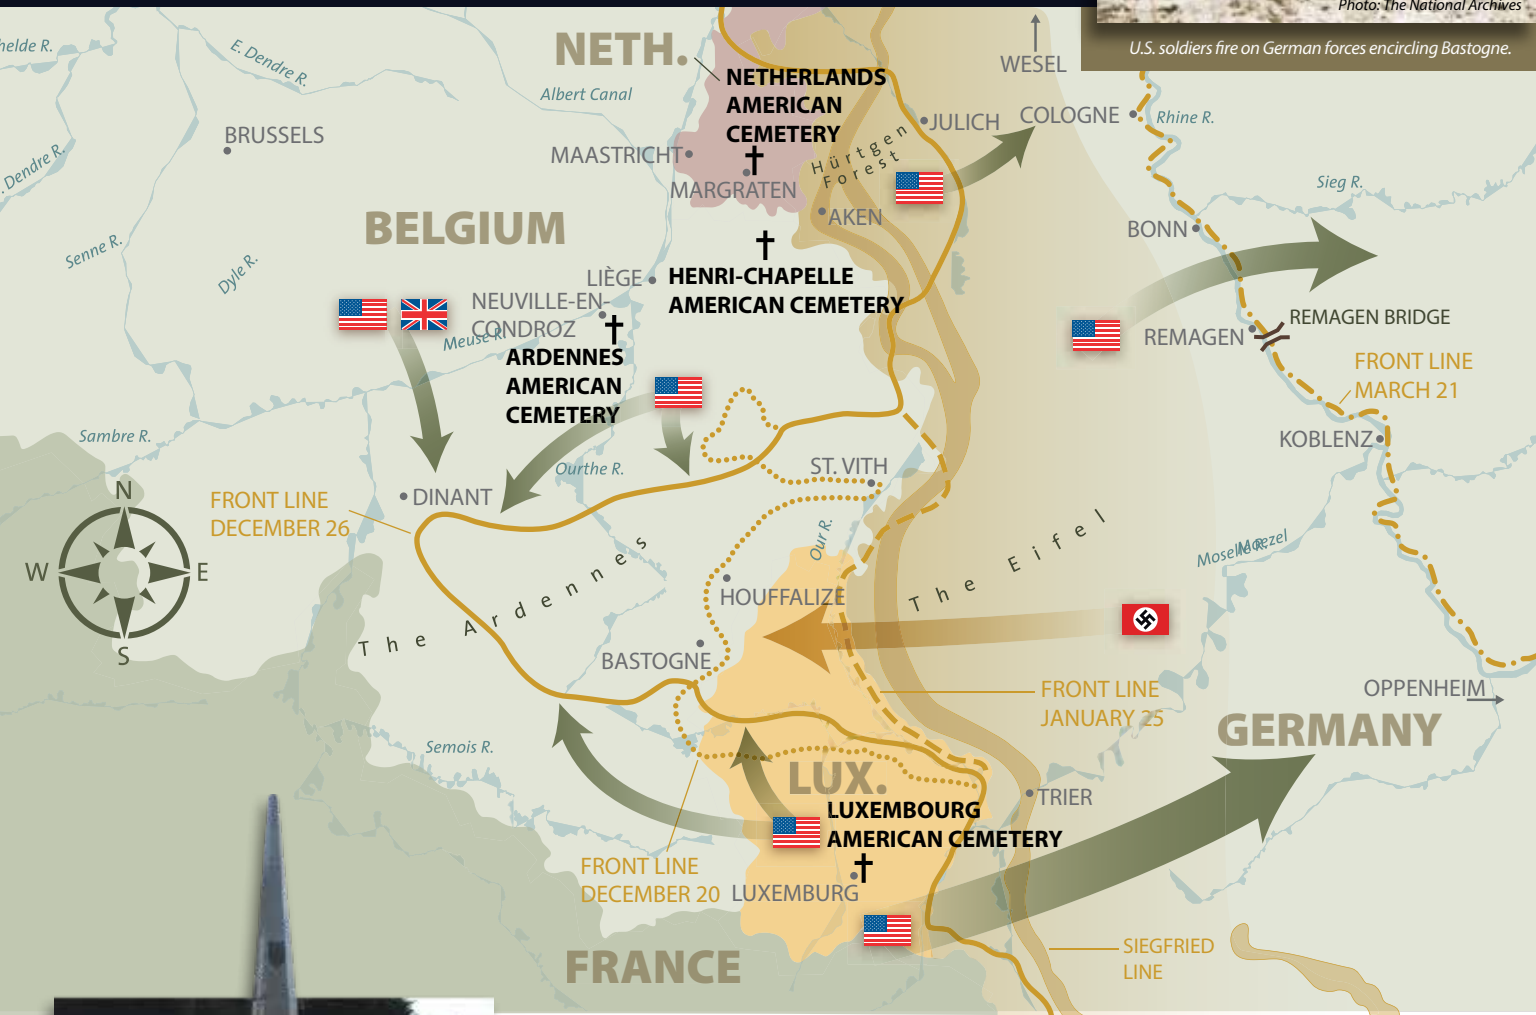 Photo: The National Archives
U.S. soldiers fire on German forces encircling Bastogne.
helde R.
E. Dendre R.
NETH.
Albert Canal
WESEL
NETHERLANDS
AMERICAN
CEMETERY
BRUSSELS
MAASTRICHT
MARGRATEN
JULICH
COLOGNE
Rhine R.
Hürtgen
Forest
. Dendre R.
Sieg R.
AKEN
BELGIUM
BONN
Senne R.
Dyle R.
LIÈGE
HENRI-CHAPELLE
AMERICAN CEMETERY
NEUVILLE-EN-
CONDROZ
Meuse R.
ARDENNES
AMERICAN
CEMETERY
REMAGEN
REMAGEN BRIDGE
FRONT LINE
MARCH 21
KOBLENZ
Sambre R.
Ourthe R.
ST. VITH
DINANT
FRONT LINE
DECEMBER 26
N
W
E
S
Our R.
The Eifel
The Ardennes
Moselle R.
Moezel
HOUFFALIZE
BASTOGNE
FRONT LINE
JANUARY 25
OPPENHEIM
GERMANY
Semois R.
LUX.
TRIER
LUXEMBOURG
AMERICAN CEMETERY
FRONT LINE
DECEMBER 20
LUXEMBURG
SIEGFRIED
LINE
FRANCE